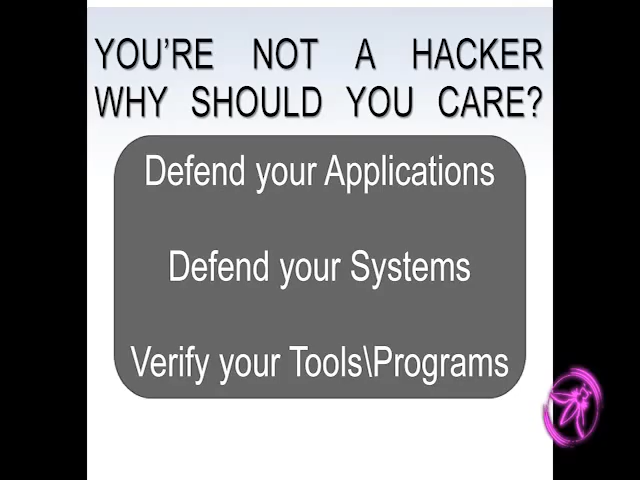 YOU’RE NOT A HACKER
WHY SHOULD YOU CARE?
Defend your Applications
Defend your Systems
Verify your Tools\Programs